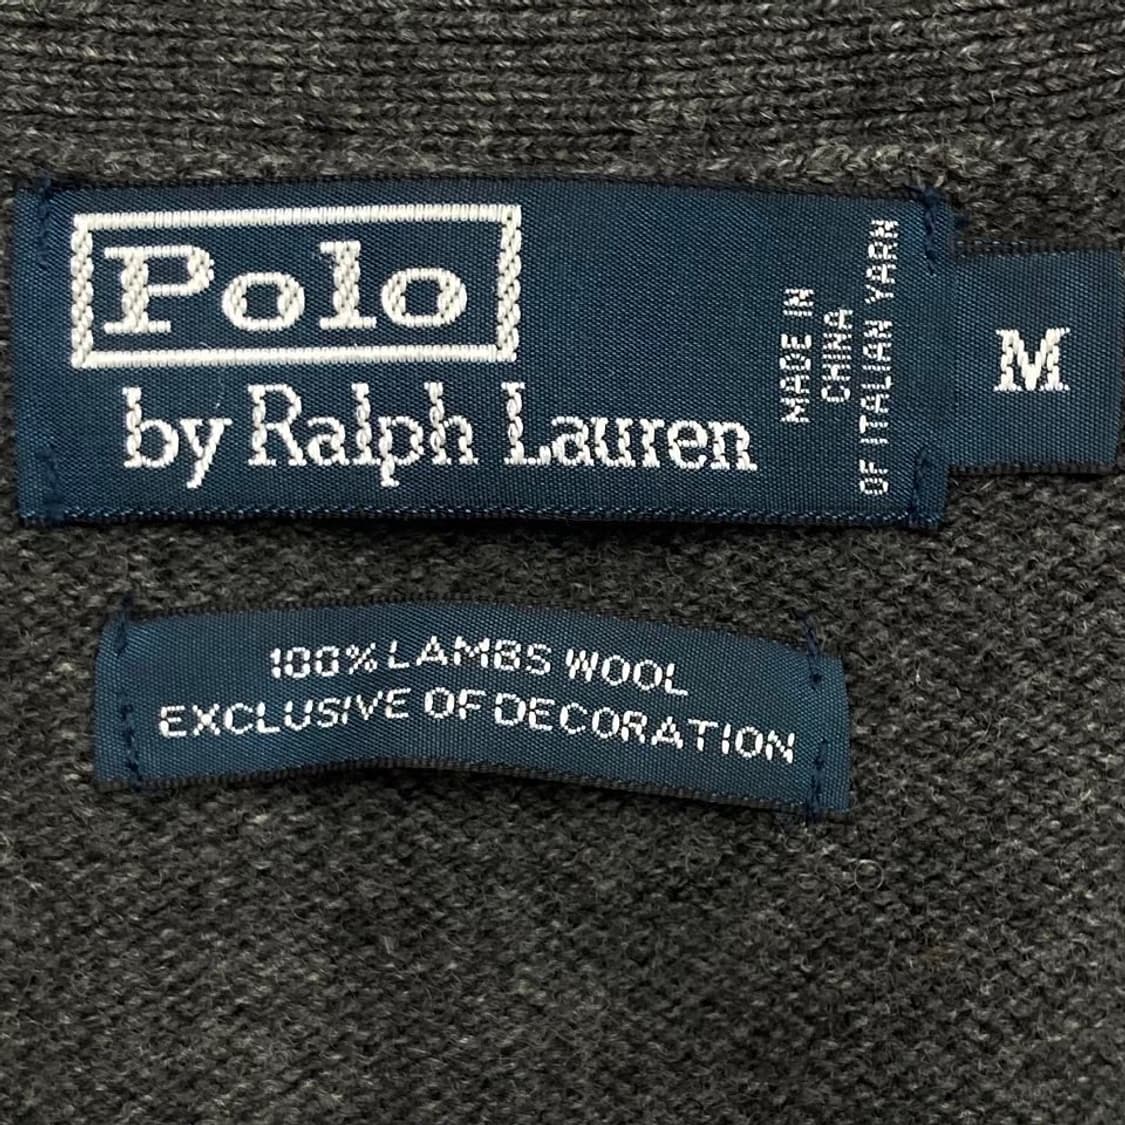 Polo
by Ralph Lauren
MADE IN
CHINA
OF ITALIAN YARN
M
100% LAMBS WOOL
EXCLUSIVE OF DECORATION